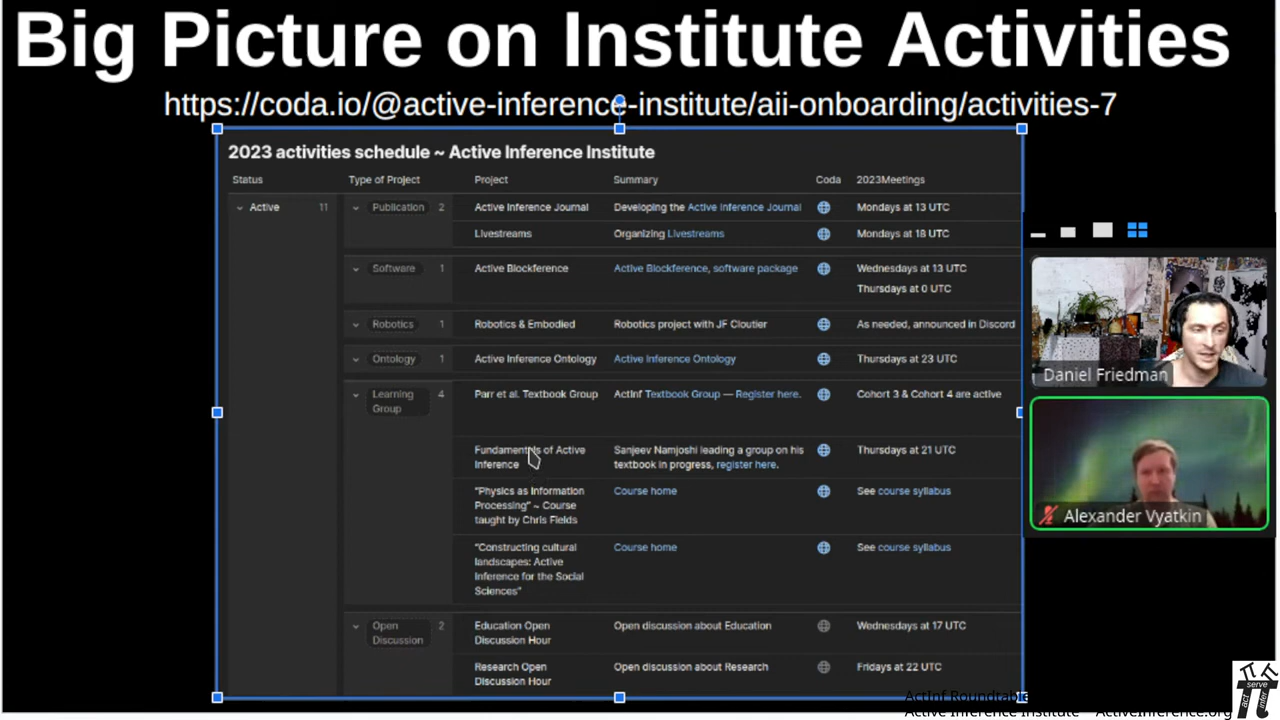 Big Picture on Institute Activities
https://coda.io/@active-inference-institute/aii-onboarding/activities-7
2023 activities schedule ~ Active Inference Institute
Status Type of Project Project Summary Coda 2023Meetings
Active 11 Publication 2 Active Inference Journal Developing the Active Inference Journal Mondays at 13 UTC
Livestreams Organizing Livestreams Mondays at 18 UTC
Software 1 Active Blockference Active Blockference, software package Wednesdays at 13 UTC
Thursdays at 0 UTC
Robotics 1 Robotics & Embodied Robotics project with JF Cloutier As needed, announced in Discord
Ontology 1 Active Inference Ontology Active Inference Ontology Thursdays at 23 UTC
Learning Group 4 Parr et al. Textbook Group ActInf Textbook Group — Register here. Cohort 3 & Cohort 4 are active
Fundamentals of Active Sanjeev Namjoshi leading a group on his Thursdays at 21 UTC
Inference textbook in progress, register here.
"Physics as Information Course home See course syllabus
Processing" ~ Course
taught by Chris Fields
"Constructing cultural Course home See course syllabus
landscapes: Active
Inference for the Social
Sciences"
Open Discussion 2 Education Open Open discussion about Education Wednesdays at 17 UTC
Discussion Hour
Research Open Open discussion about Research Fridays at 22 UTC
Discussion Hour
Daniel Friedman
Alexander Vyatkin
ActInf Roundtable
Active Inference Institute ~ ActiveInference.org
act serve infer